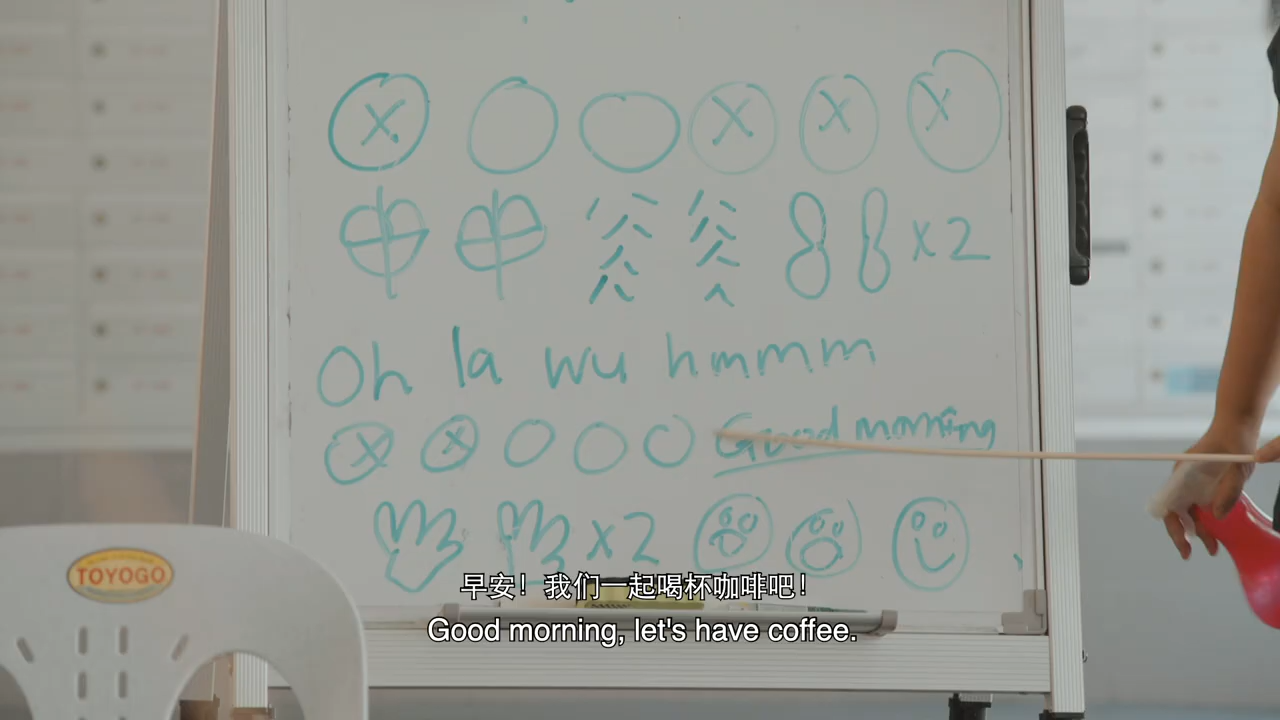 x x x x
x2
Oh la wu hmmm
x x Good morning
x2
TOYOGO
早安！我们一起喝杯咖啡吧！
Good morning, let's have coffee.